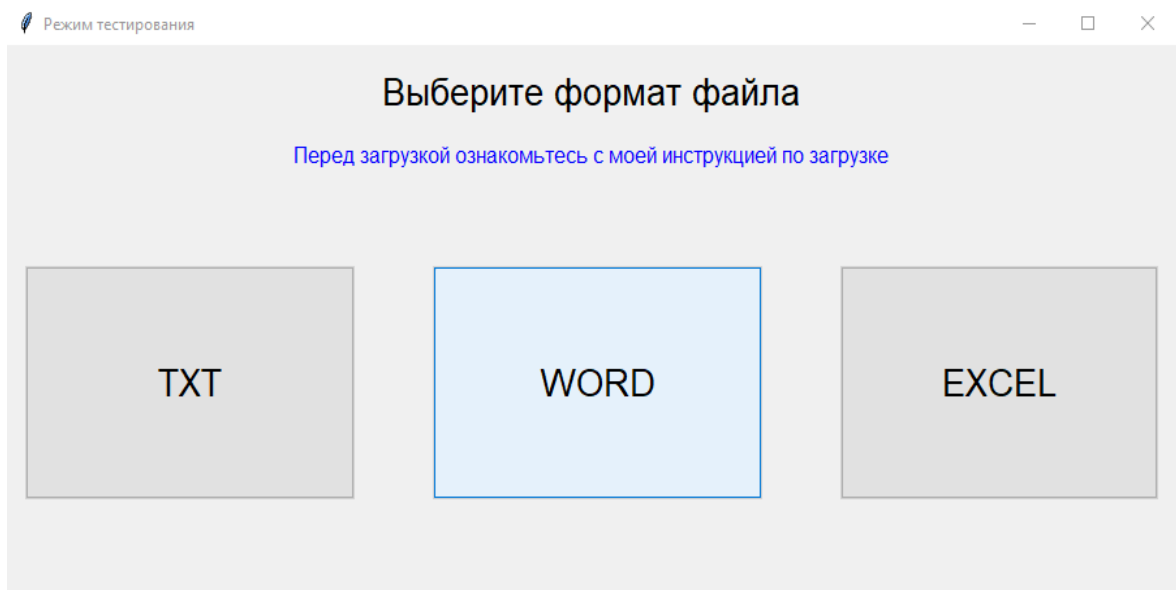 Режим тестирования
Выберите формат файла
Перед загрузкой ознакомьтесь с моей инструкцией по загрузке
TXT
WORD
EXCEL